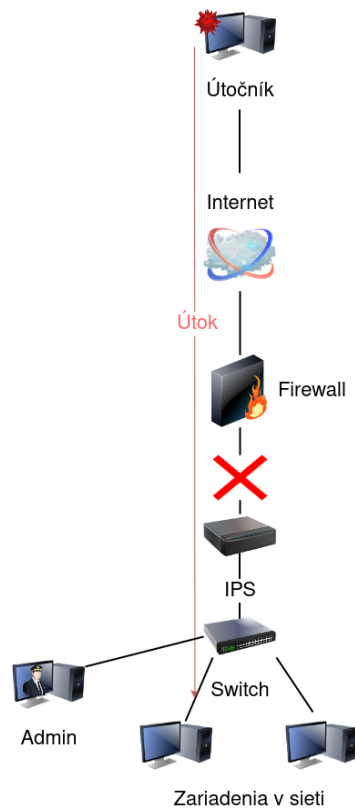 Útočník
Internet
Útok
Firewall
IPS
Switch
Admin
Zariadenia v sieti